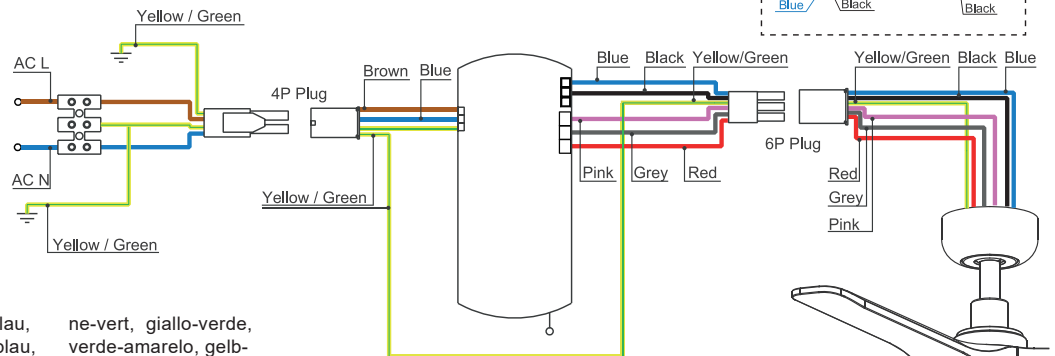 Blue
Black
Black
Yellow / Green
AC L
4P Plug
Brown
Blue
Blue
Black
Yellow/Green
Yellow/Green
Black
Blue
6P Plug
AC N
Yellow / Green
Pink
Grey
Red
Red
Grey
Pink
Yellow / Green
lau,
ne-vert, giallo-verde,
blau,
verde-amarelo, gelb-